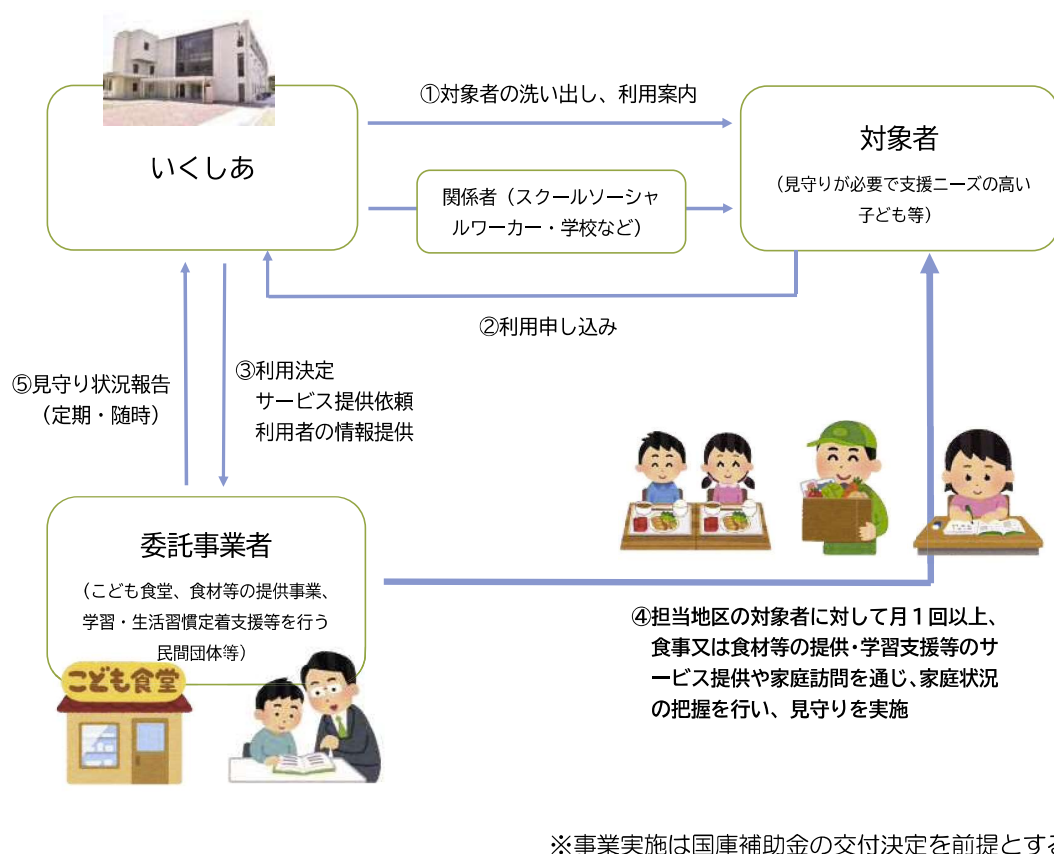 ①対象者の洗い出し、利用案内
いくしあ
対象者
(見守りが必要で支援ニーズの高い
子ども等)
関係者(スクールソーシャ
ルワーカー・学校など)
②利用申し込み
⑤見守り状況報告
(定期・随時)
③利用決定
サービス提供依頼
利用者の情報提供
委託事業者
(こども食堂、食材等の提供事業、
学習・生活習慣定着支援等を行う
民間団体等)
こども食堂
④担当地区の対象者に対して月1回以上、
食事又は食材等の提供・学習支援等のサ
ービス提供や家庭訪問を通じ、家庭状況
の把握を行い、見守りを実施
※事業実施は国庫補助金の交付決定を前提とする